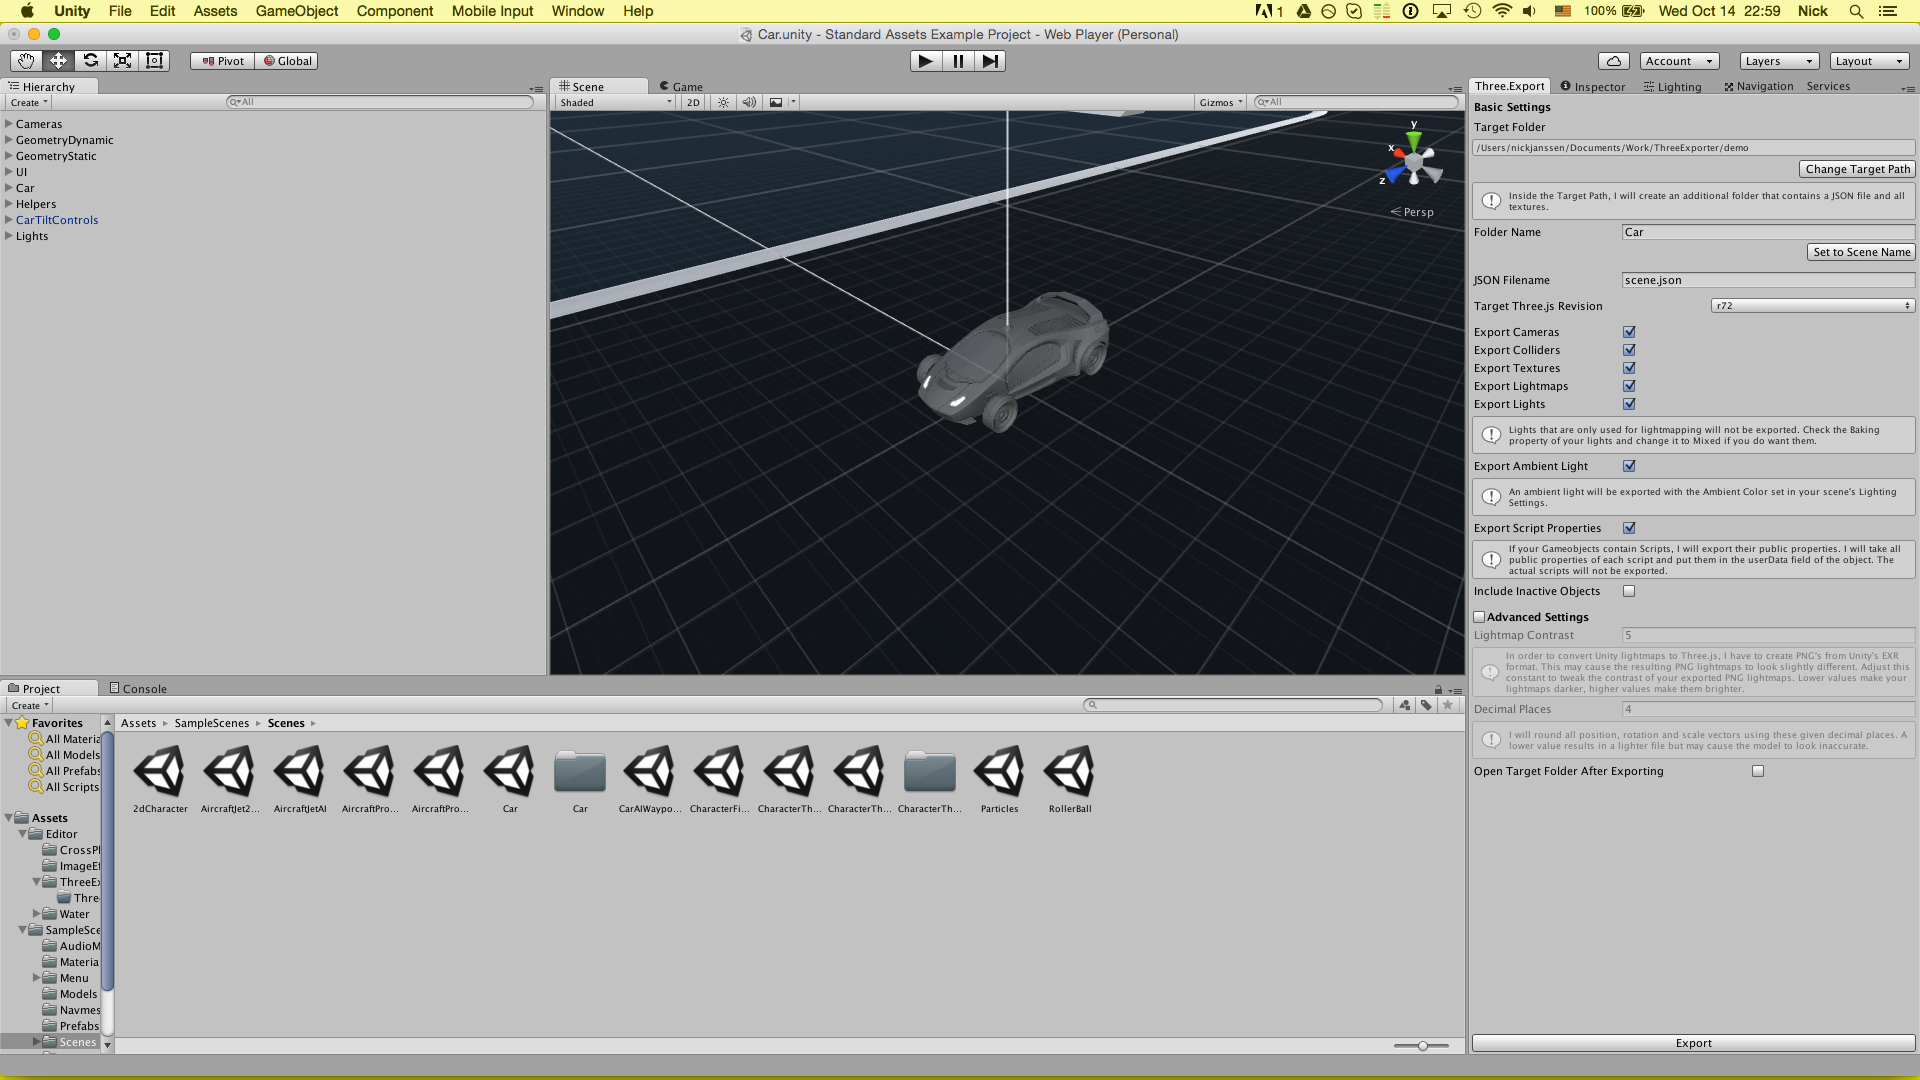 Unity File Edit Assets GameObject Component Mobile Input Window Help
1 100% Wed Oct 14 22:59 Nick
Car.unity - Standard Assets Example Project - Web Player (Personal)
Pivot Global
Account Layers Layout
Hierarchy
Create All
Cameras
GeometryDynamic
GeometryStatic
UI
Car
Helpers
CarTiltControls
Lights
Scene Game
Shaded 2D Gizmos All
y
x
z
Persp
Three.Export Inspector Lighting Navigation Services
Basic Settings
Target Folder
/Users/nickjanssen/Documents/Work/ThreeExporter/demo
Change Target Path
Inside the Target Path, I will create an additional folder that contains a JSON file and all
textures.
Folder Name Car
Set to Scene Name
JSON Filename scene.json
Target Three.js Revision r72
Export Cameras
Export Colliders
Export Textures
Export Lightmaps
Export Lights
Lights that are only used for lightmapping will not be exported. Check the Baking
property of your lights and change it to Mixed if you do want them.
Export Ambient Light
An ambient light will be exported with the Ambient Color set in your scene's Lighting
Settings.
Export Script Properties
If your Gameobjects contain Scripts, I will export their public properties. I will take all
public properties of each script and put them in the userData field of the object. The
actual scripts will not be exported.
Include Inactive Objects
Advanced Settings
Lightmap Contrast 5
In order to convert Unity lightmaps to Three.js, I have to create PNG's from Unity's EXR
format. This may cause the resulting PNG lightmaps to look slightly different. Adjust this
constant to tweak the contrast of your exported PNG lightmaps. Lower values make your
lightmaps darker, higher values make them brighter.
Decimal Places 4
I will round all position, rotation and scale vectors using these given decimal places. A
lower value results in a lighter file but may cause the model to look inaccurate.
Open Target Folder After Exporting
Export
Project Console
Create
Favorites
All Materia
All Models
All Prefabs
All Scripts
Assets
Editor
CrossPl
ImageEf
ThreeEx
Three
Water
SampleSce
AudioM
Materia
Menu
Models
Navmes
Prefabs
Scenes
Assets SampleScenes Scenes
2dCharacter AircraftJet2... AircraftJetAI AircraftPro... AircraftPro... Car Car CarAIWaypo... CharacterFi... CharacterTh... CharacterTh... CharacterTh... Particles RollerBall